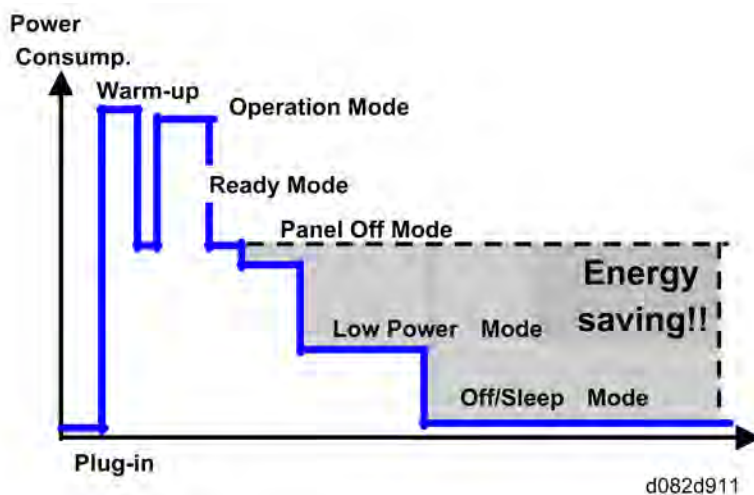 Power
Consump.
Warm-up
Operation Mode
Ready Mode
Panel Off Mode
Energy
saving!!
Low Power Mode
Off/Sleep Mode
Plug-in
d082d911